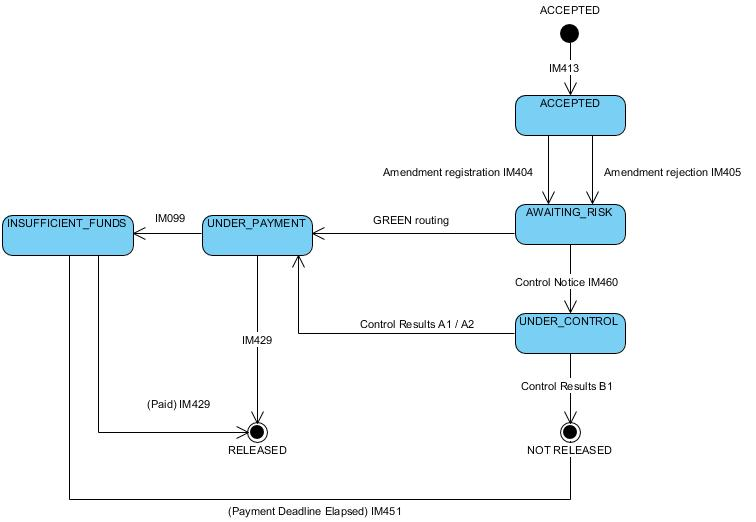 ACCEPTED
IM413
ACCEPTED
Amendment registration IM404
Amendment rejection IM405
AWAITING_RISK
GREEN routing
UNDER_PAYMENT
IM099
INSUFFICIENT_FUNDS
Control Notice IM460
UNDER_CONTROL
Control Results A1 / A2
IM429
Control Results B1
(Paid) IM429
RELEASED
NOT RELEASED
(Payment Deadline Elapsed) IM451